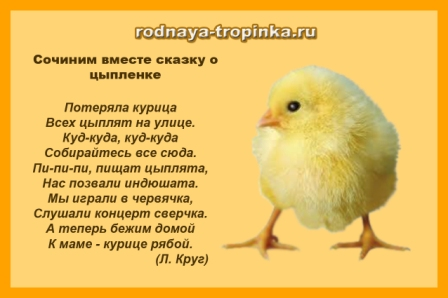 rodnaya-tropinka.ru
Сочиним вместе сказку о
цыпленке
Потеряла курица
Всех цыплят на улице.
Куд-куда, куд-куда
Собирайтесь все сюда.
Пи-пи-пи, пищат цыплята,
Нас позвали индюшата.
Мы играли в червячка,
Слушали концерт сверчка.
А теперь бежим домой
К маме - курице рябой.
(Л. Круг)